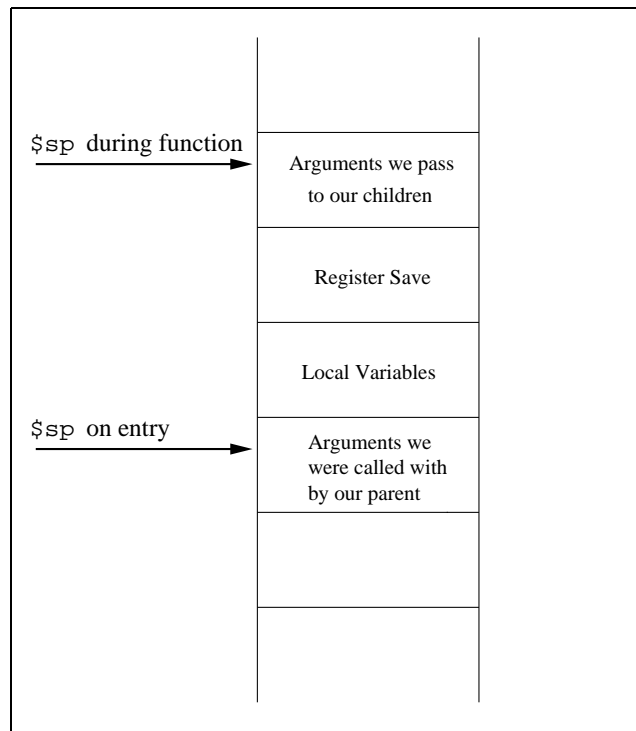 $sp during function
Arguments we pass
to our children
Register Save
Local Variables
$sp on entry
Arguments we
were called with
by our parent